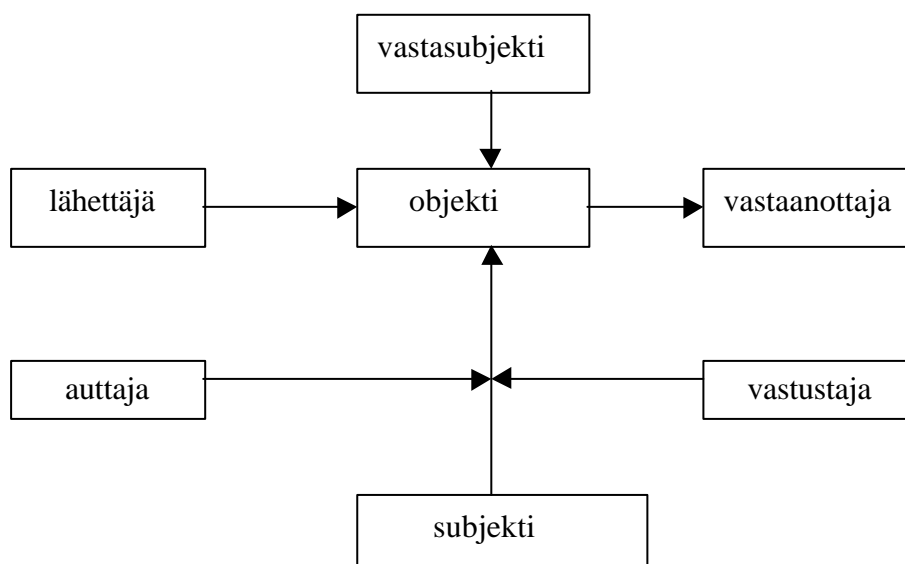 vastasubjekti
lähettäjä
objekti
vastaanottaja
auttaja
vastustaja
subjekti